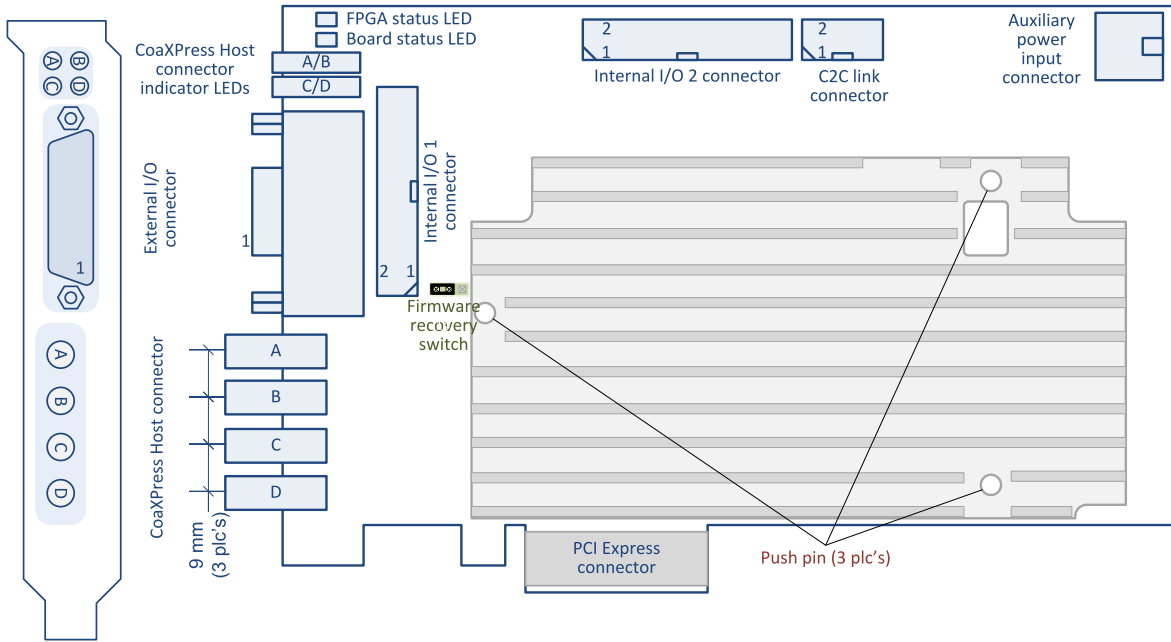 FPGA status LED
Board status LED
CoaXPress Host
connector
indicator LEDs
A/B
C/D
2
1
Internal I/O 2 connector
2
1
C2C link
connector
Auxiliary
power
input
connector
A
B
C
D
1
External I/O
connector
1
Internal I/O 1
connector
2 1
Firmware
recovery
switch
A
B
C
D
CoaXPress Host connector
A
B
C
D
9 mm
(3 plc's)
PCI Express
connector
Push pin (3 plc's)